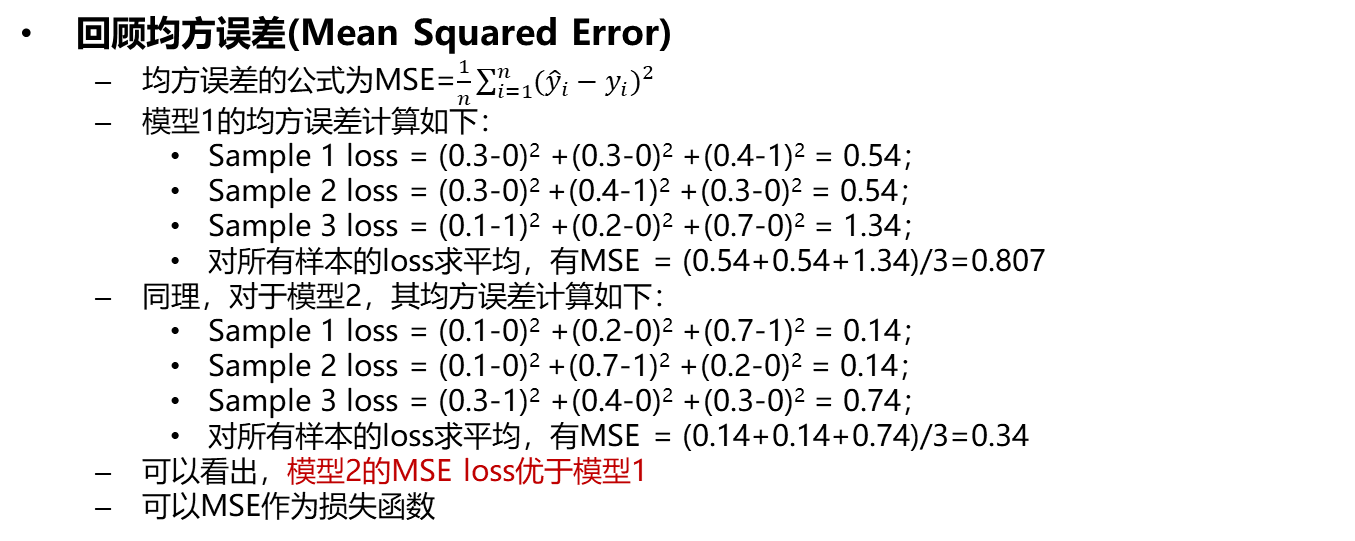 • 回顾均方误差(Mean Squared Error)
– 均方误差的公式为MSE=\frac{1}{n}\sum_{i=1}^{n}(\hat{y}_i − y_i)^2
– 模型1的均方误差计算如下：
• Sample 1 loss = (0.3-0)² +(0.3-0)² +(0.4-1)² = 0.54；
• Sample 2 loss = (0.3-0)² +(0.4-1)² +(0.3-0)² = 0.54；
• Sample 3 loss = (0.1-1)² +(0.2-0)² +(0.7-0)² = 1.34；
• 对所有样本的loss求平均，有MSE = (0.54+0.54+1.34)/3=0.807
– 同理，对于模型2，其均方误差计算如下：
• Sample 1 loss = (0.1-0)² +(0.2-0)² +(0.7-1)² = 0.14；
• Sample 2 loss = (0.1-0)² +(0.7-1)² +(0.2-0)² = 0.14；
• Sample 3 loss = (0.3-1)² +(0.4-0)² +(0.3-0)² = 0.74；
• 对所有样本的loss求平均，有MSE = (0.14+0.14+0.74)/3=0.34
– 可以看出，模型2的MSE loss优于模型1
– 可以MSE作为损失函数